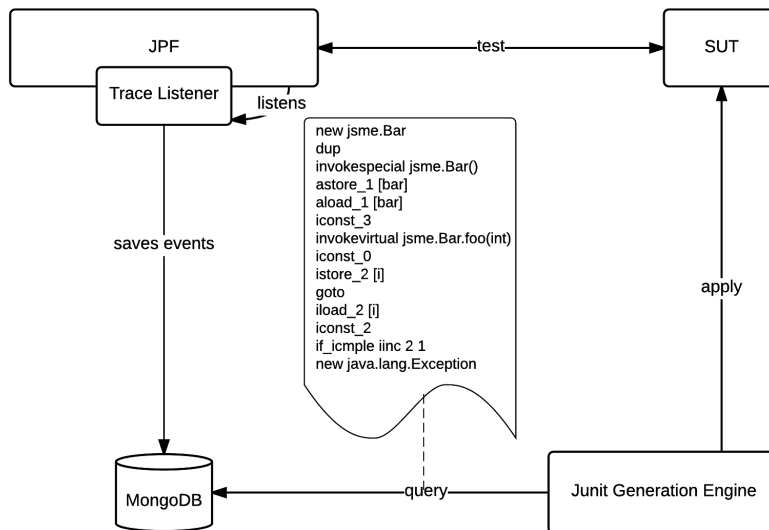 JPF
test
SUT
Trace Listener
listens
new jsme.Bar
dup
invokespecial jsme.Bar()
astore_1 [bar]
aload_1 [bar]
iconst_3
invokevirtual jsme.Bar.foo(int)
iconst_0
istore_2 [i]
goto
iload_2 [i]
iconst_2
if_icmple iinc 2 1
new java.lang.Exception
saves events
apply
MongoDB
query
Junit Generation Engine